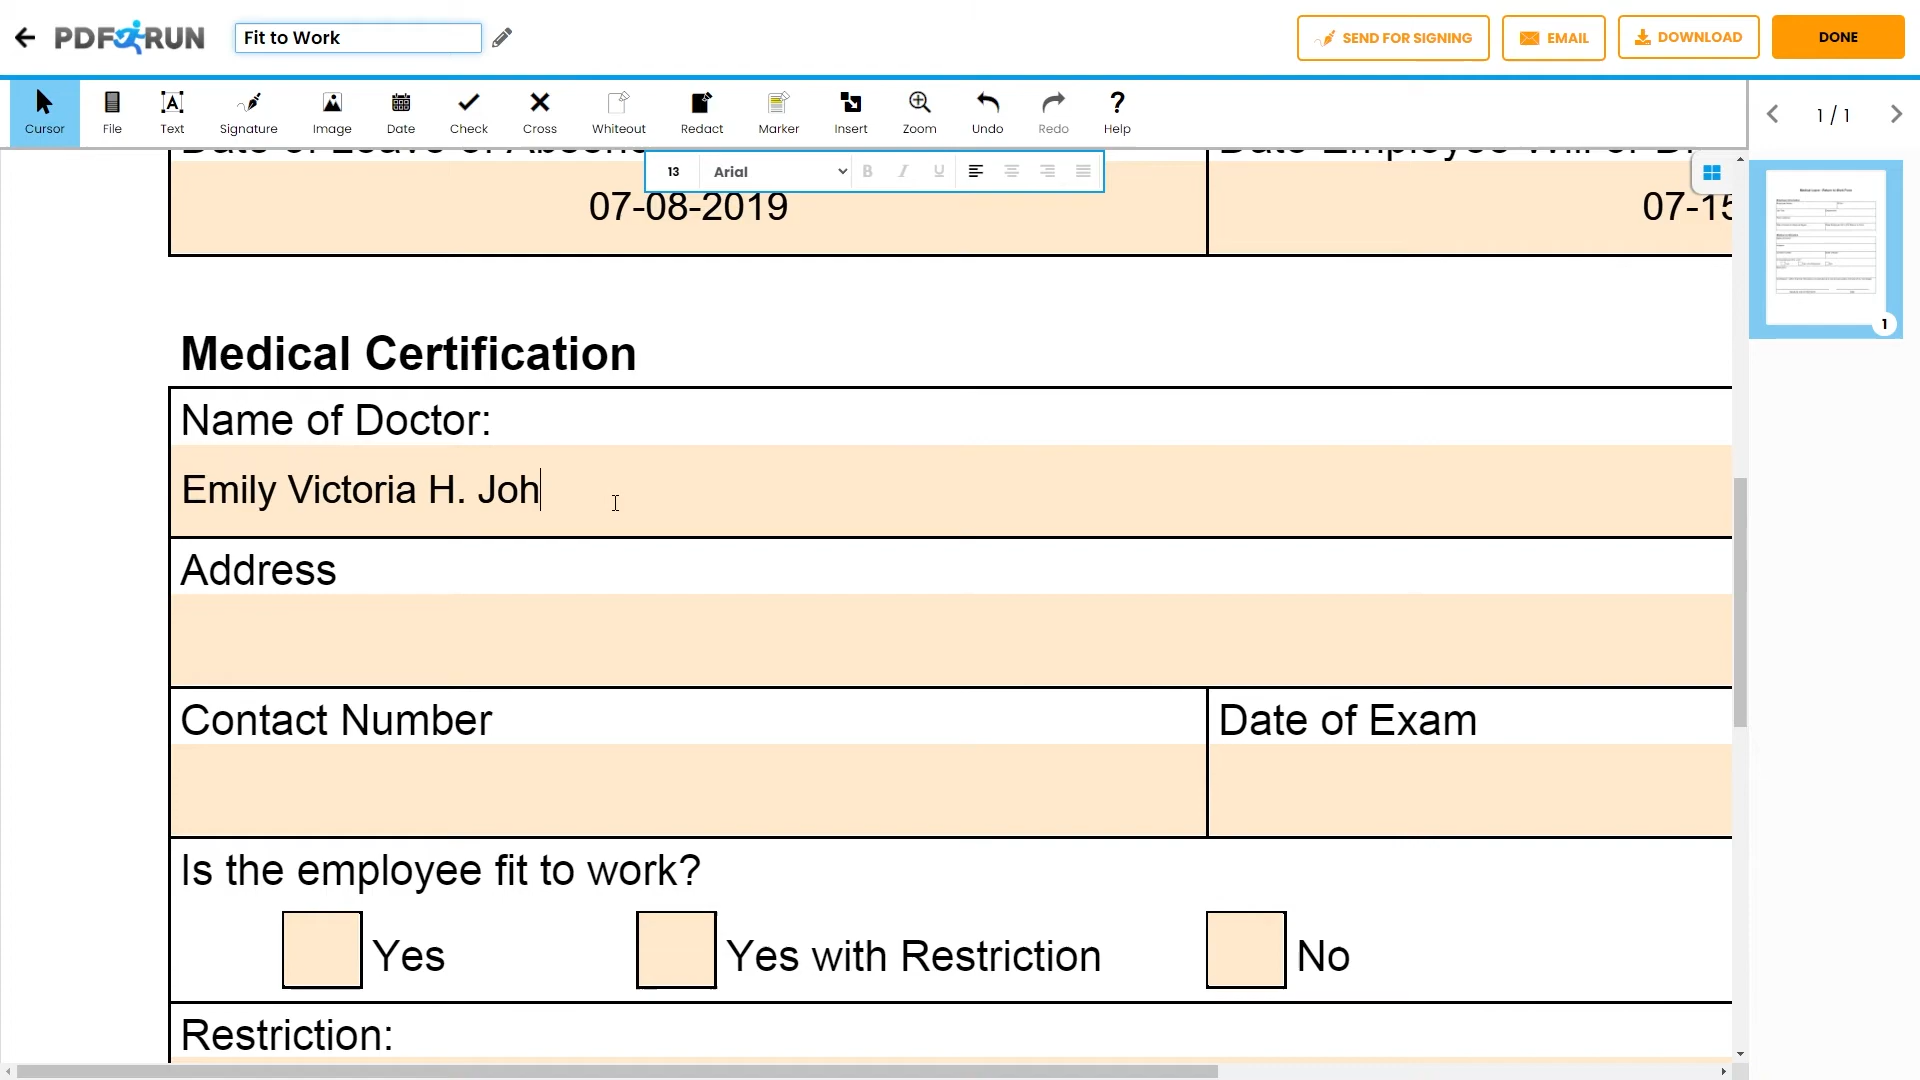 PDFRUN
Fit to Work
SEND FOR SIGNING
EMAIL
DOWNLOAD
DONE
Cursor
File
Text
Signature
Image
Date
Check
Cross
Whiteout
Redact
Marker
Insert
Zoom
Undo
Redo
Help
1 / 1
13
Arial
B
I
U
07-08-2019
07-15
1
Medical Certification
Name of Doctor:
Emily Victoria H. Joh
Address
Contact Number
Date of Exam
Is the employee fit to work?
Yes
Yes with Restriction
No
Restriction: